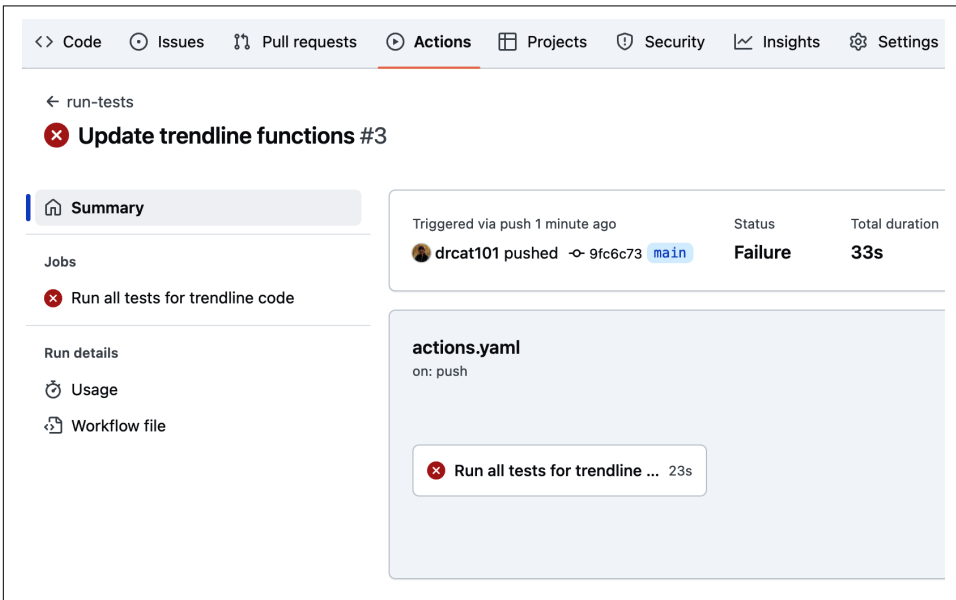 Code Issues Pull requests Actions Projects Security Insights Settings
run-tests
Update trendline functions #3
Summary
Jobs
Run all tests for trendline code
Run details
Usage
Workflow file
Triggered via push 1 minute ago
drcat101 pushed 9fc6c73 main
Status
Failure
Total duration
33s
actions.yaml
on: push
Run all tests for trendline ... 23s